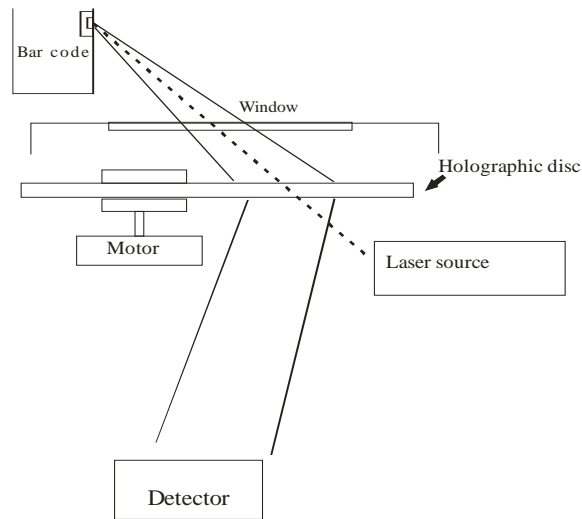 Bar code
Window
Holographic disc
Motor
Laser source
Detector